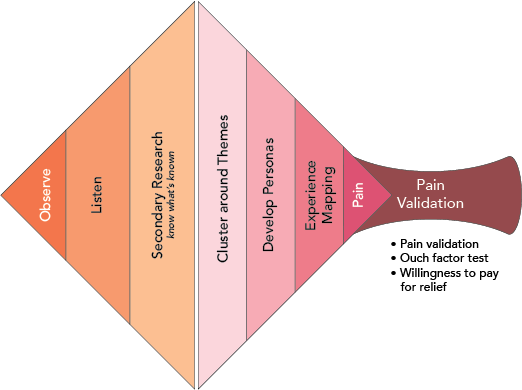 Observe
Listen
Secondary Research
know what's known
Cluster around Themes
Develop Personas
Experience
Mapping
Pain
Pain
Validation
• Pain validation
• Ouch factor test
• Willingness to pay
for relief